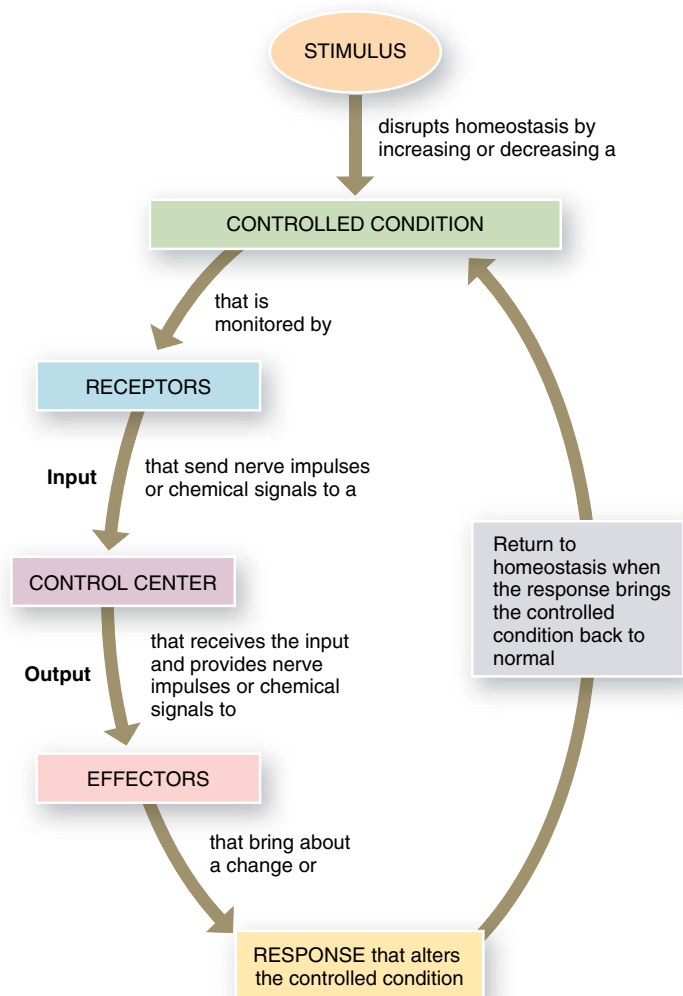 STIMULUS
disrupts homeostasis by
increasing or decreasing a
CONTROLLED CONDITION
that is
monitored by
RECEPTORS
Input
that send nerve impulses
or chemical signals to a
CONTROL CENTER
Output
that receives the input
and provides nerve
impulses or chemical
signals to
EFFECTORS
that bring about
a change or
RESPONSE that alters
the controlled condition
Return to
homeostasis when
the response brings
the controlled
condition back to
normal